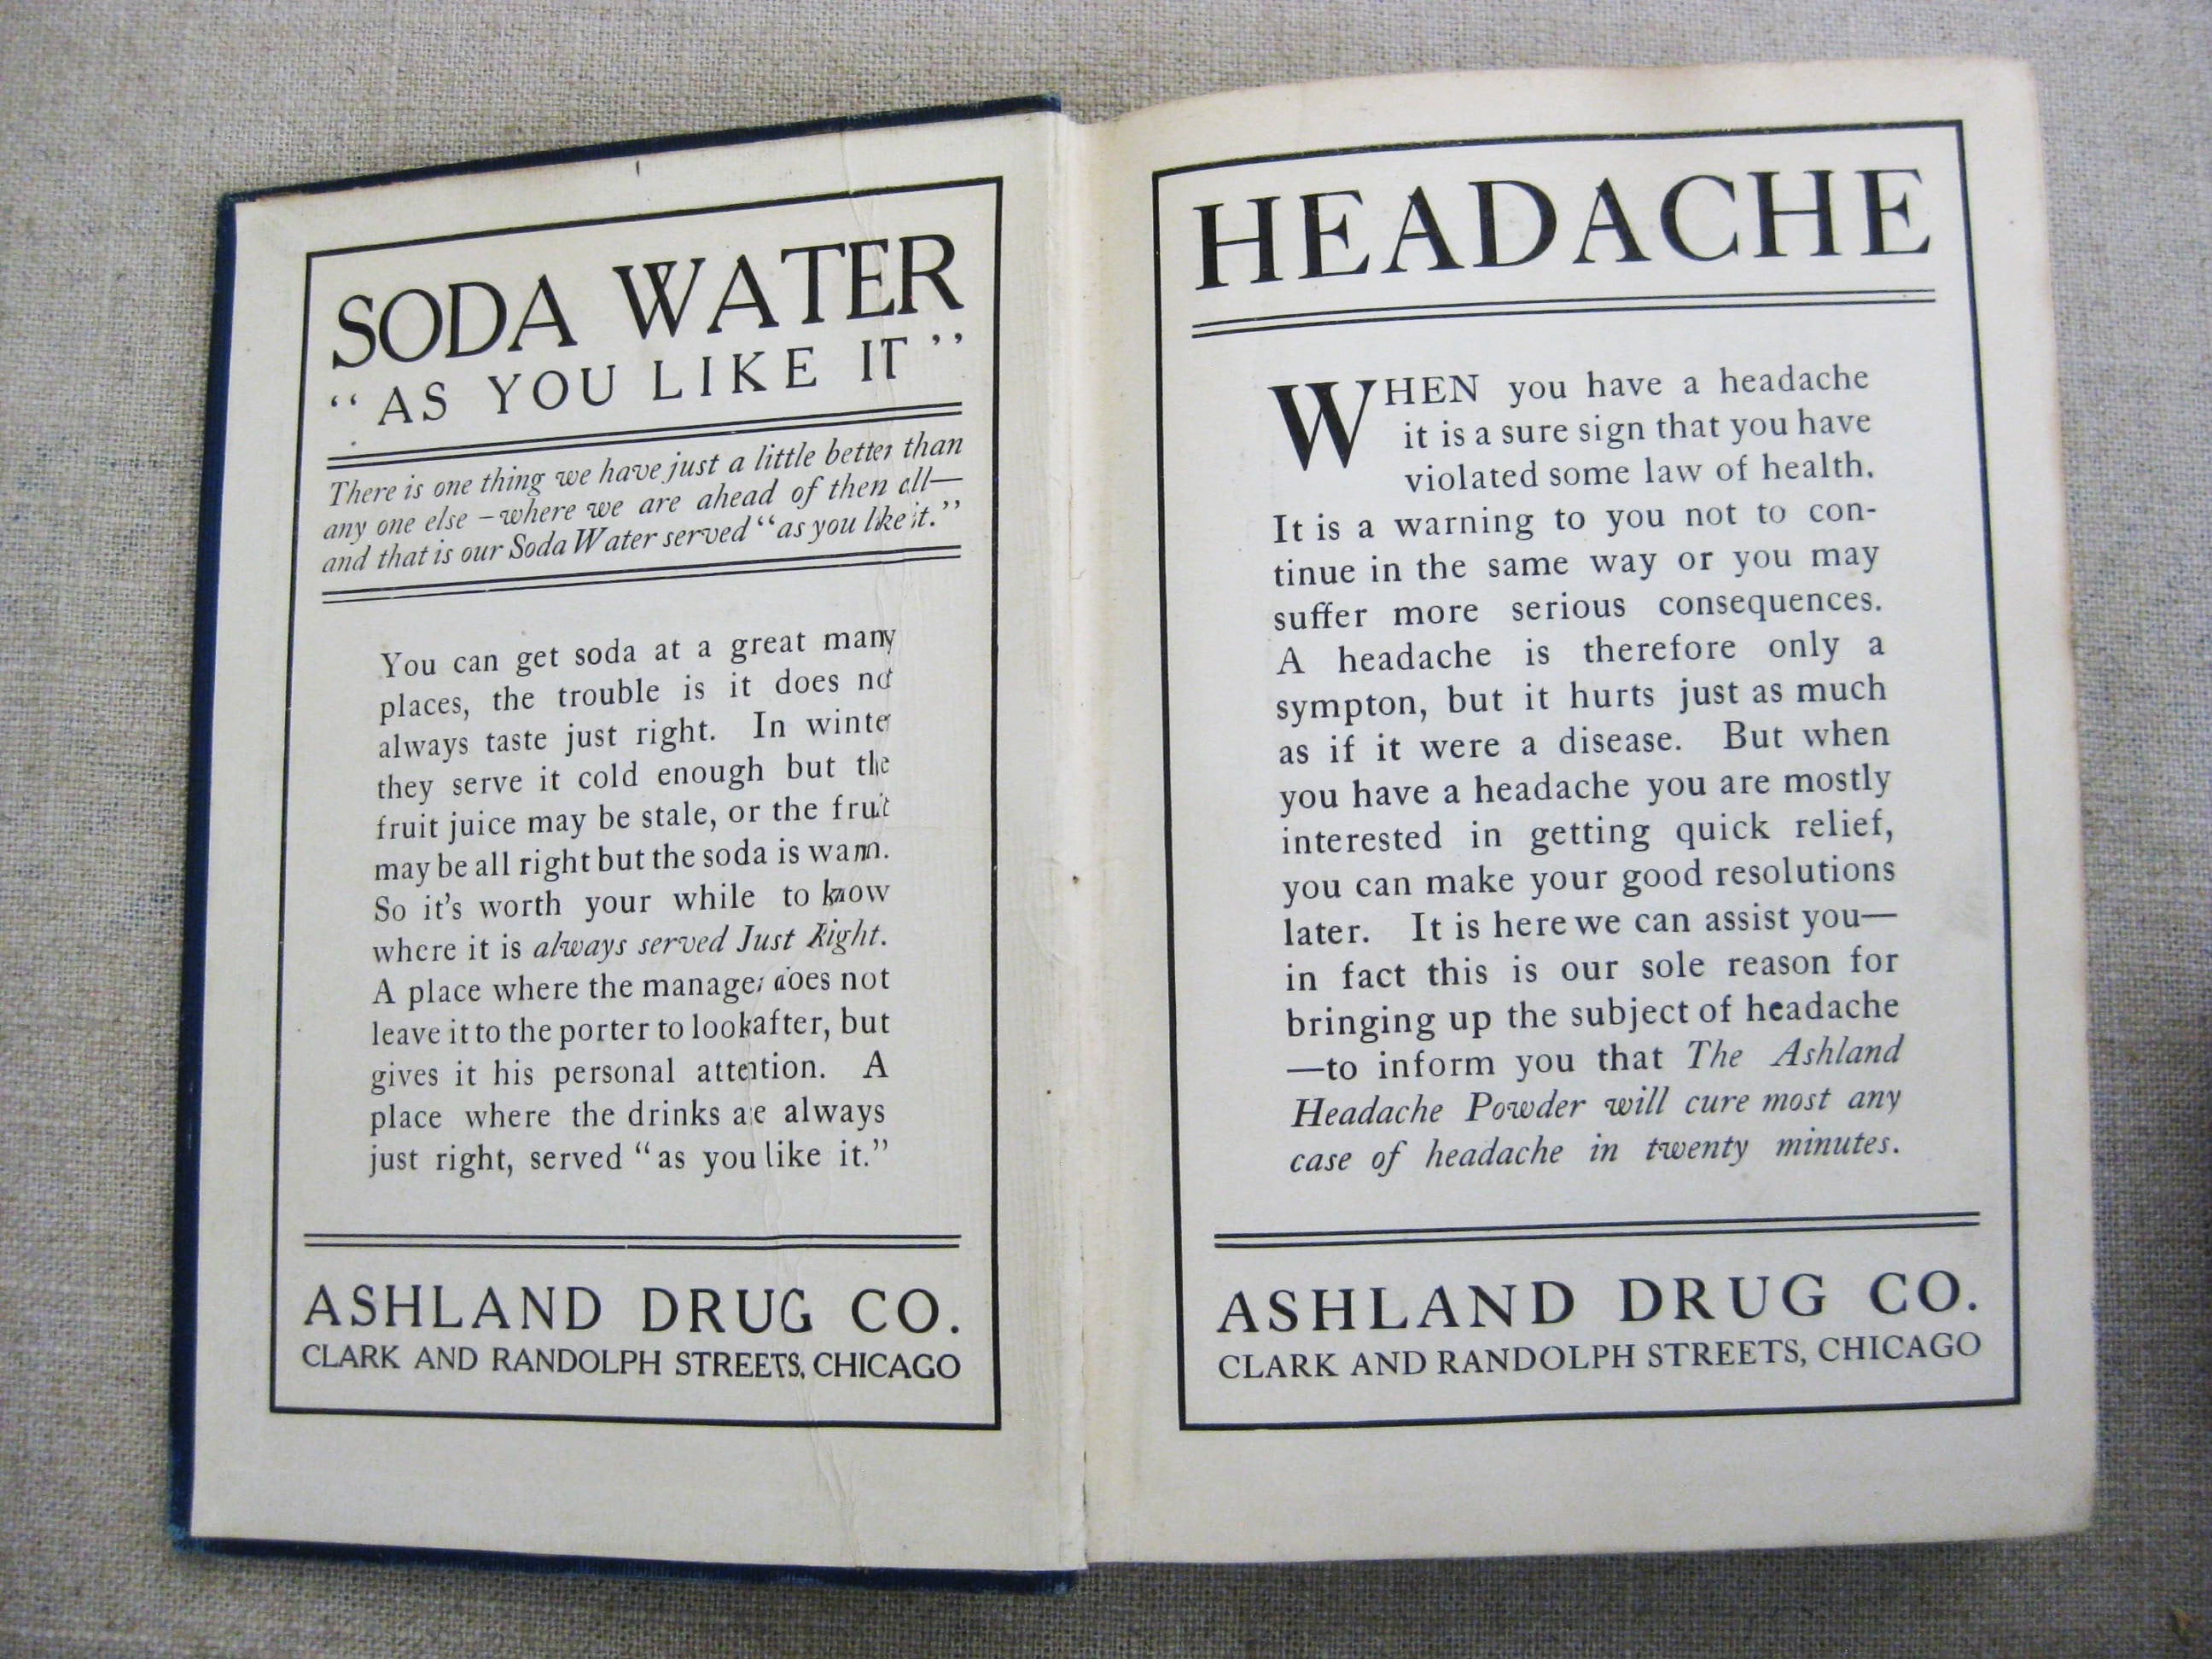 SODA WATER
"AS YOU LIKE IT"
There is one thing we have just a little better than
any one else – where we are ahead of then all—
and that is our Soda Water served "as you like it."
You can get soda at a great many
places, the trouble is it does not
always taste just right. In winter
they serve it cold enough but the
fruit juice may be stale, or the fruit
may be all right but the soda is warm.
So it's worth your while to know
where it is always served Just Right.
A place where the manager does not
leave it to the porter to look after, but
gives it his personal attention. A
place where the drinks are always
just right, served "as you like it."
ASHLAND DRUG CO.
CLARK AND RANDOLPH STREETS, CHICAGO
HEADACHE
WHEN you have a headache
it is a sure sign that you have
violated some law of health.
It is a warning to you not to con-
tinue in the same way or you may
suffer more serious consequences.
A headache is therefore only a
sympton, but it hurts just as much
as if it were a disease. But when
you have a headache you are mostly
interested in getting quick relief,
you can make your good resolutions
later. It is here we can assist you—
in fact this is our sole reason for
bringing up the subject of headache
—to inform you that The Ashland
Headache Powder will cure most any
case of headache in twenty minutes.
ASHLAND DRUG CO.
CLARK AND RANDOLPH STREETS, CHICAGO